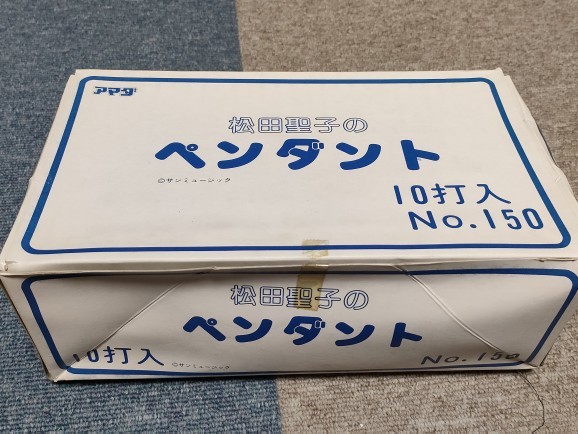 アマダ
松田聖子の
ペンダント
©サンミュージック
10打入
No.150
松田聖子の
ペンダント
10打入
©サンミュージック
No.150